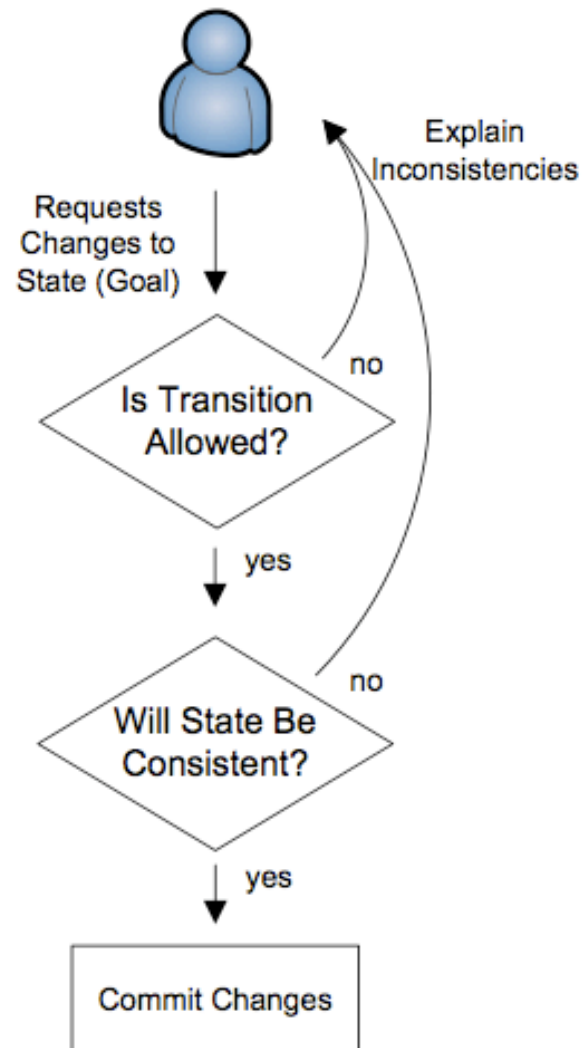 Explain
Inconsistencies
Requests
Changes to
State (Goal)
no
Is Transition
Allowed?
yes
no
Will State Be
Consistent?
yes
Commit Changes